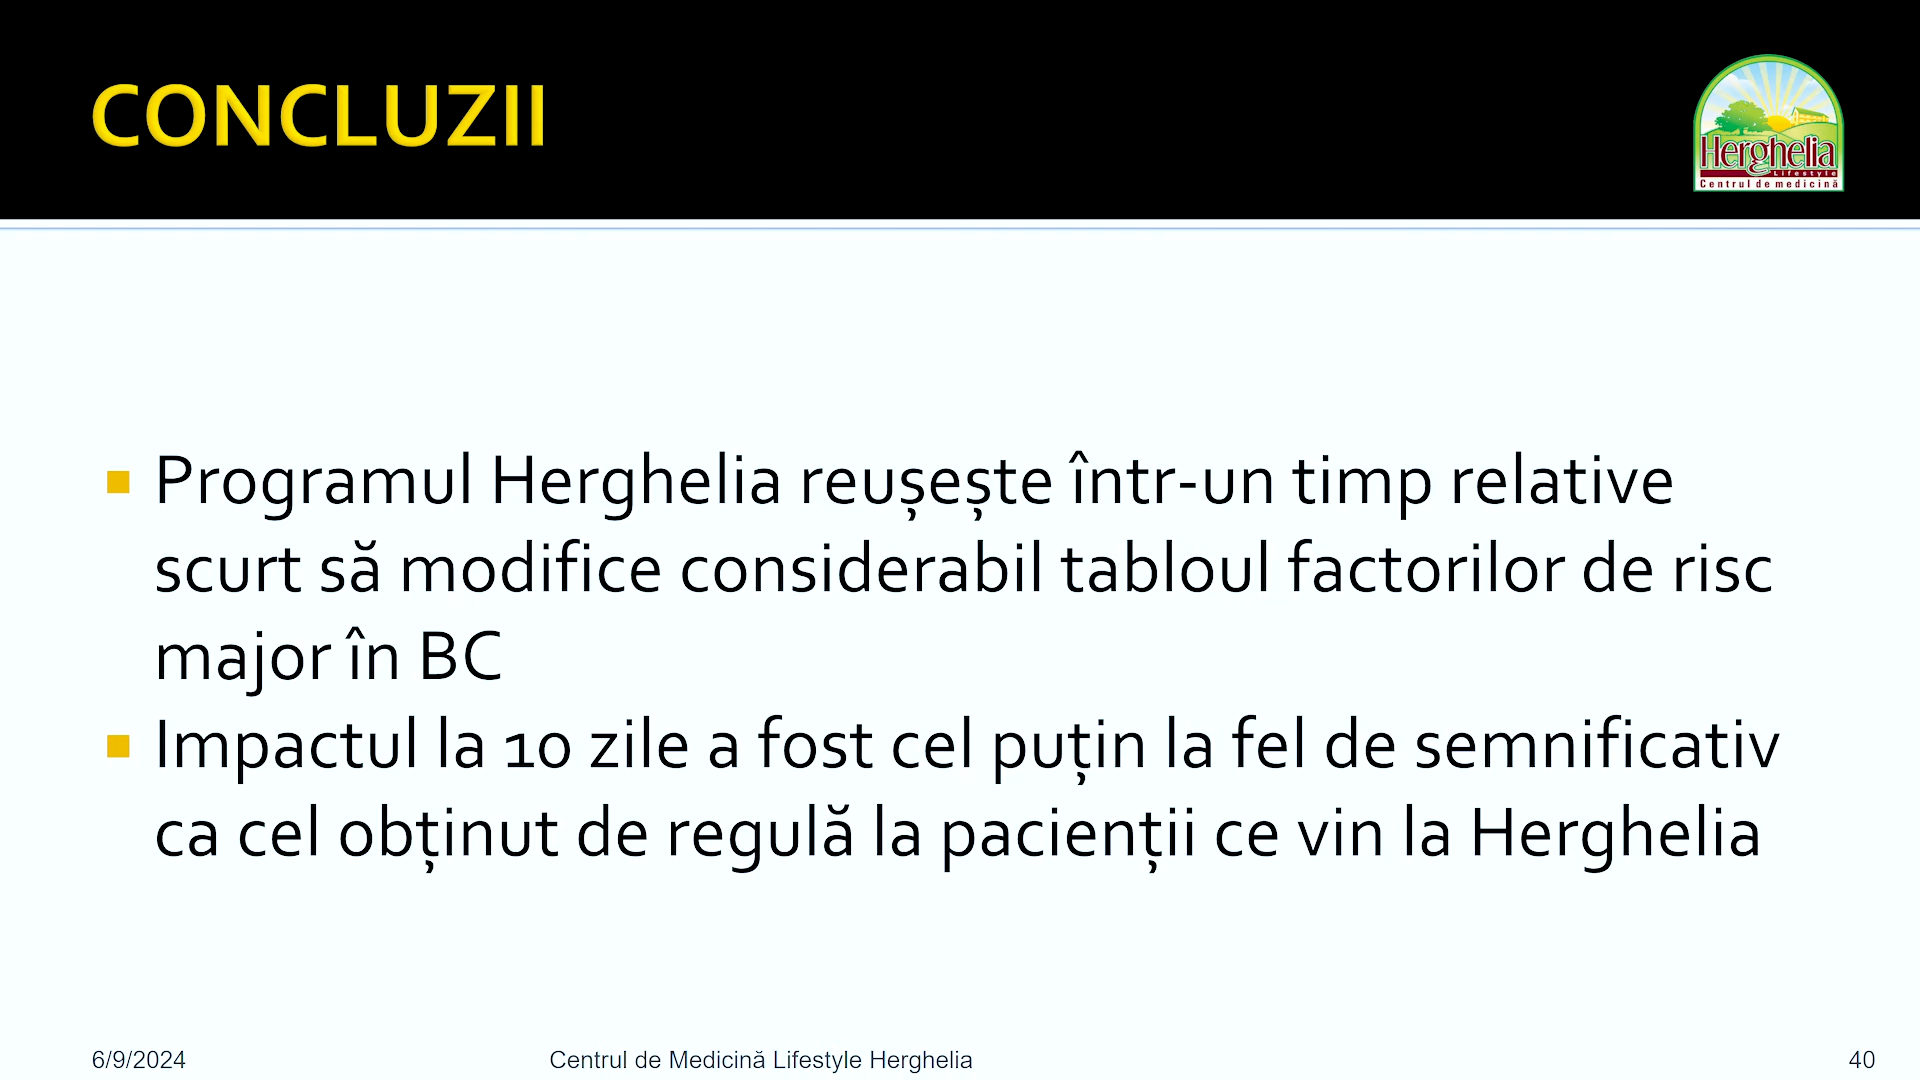 CONCLUZII
Herghelia
Lifestyle
Centrul de medicină
Programul Herghelia reușește într-un timp relative
scurt să modifice considerabil tabloul factorilor de risc
major în BC
Impactul la 10 zile a fost cel puțin la fel de semnificativ
ca cel obținut de regulă la pacienții ce vin la Herghelia
6/9/2024
Centrul de Medicină Lifestyle Herghelia
40